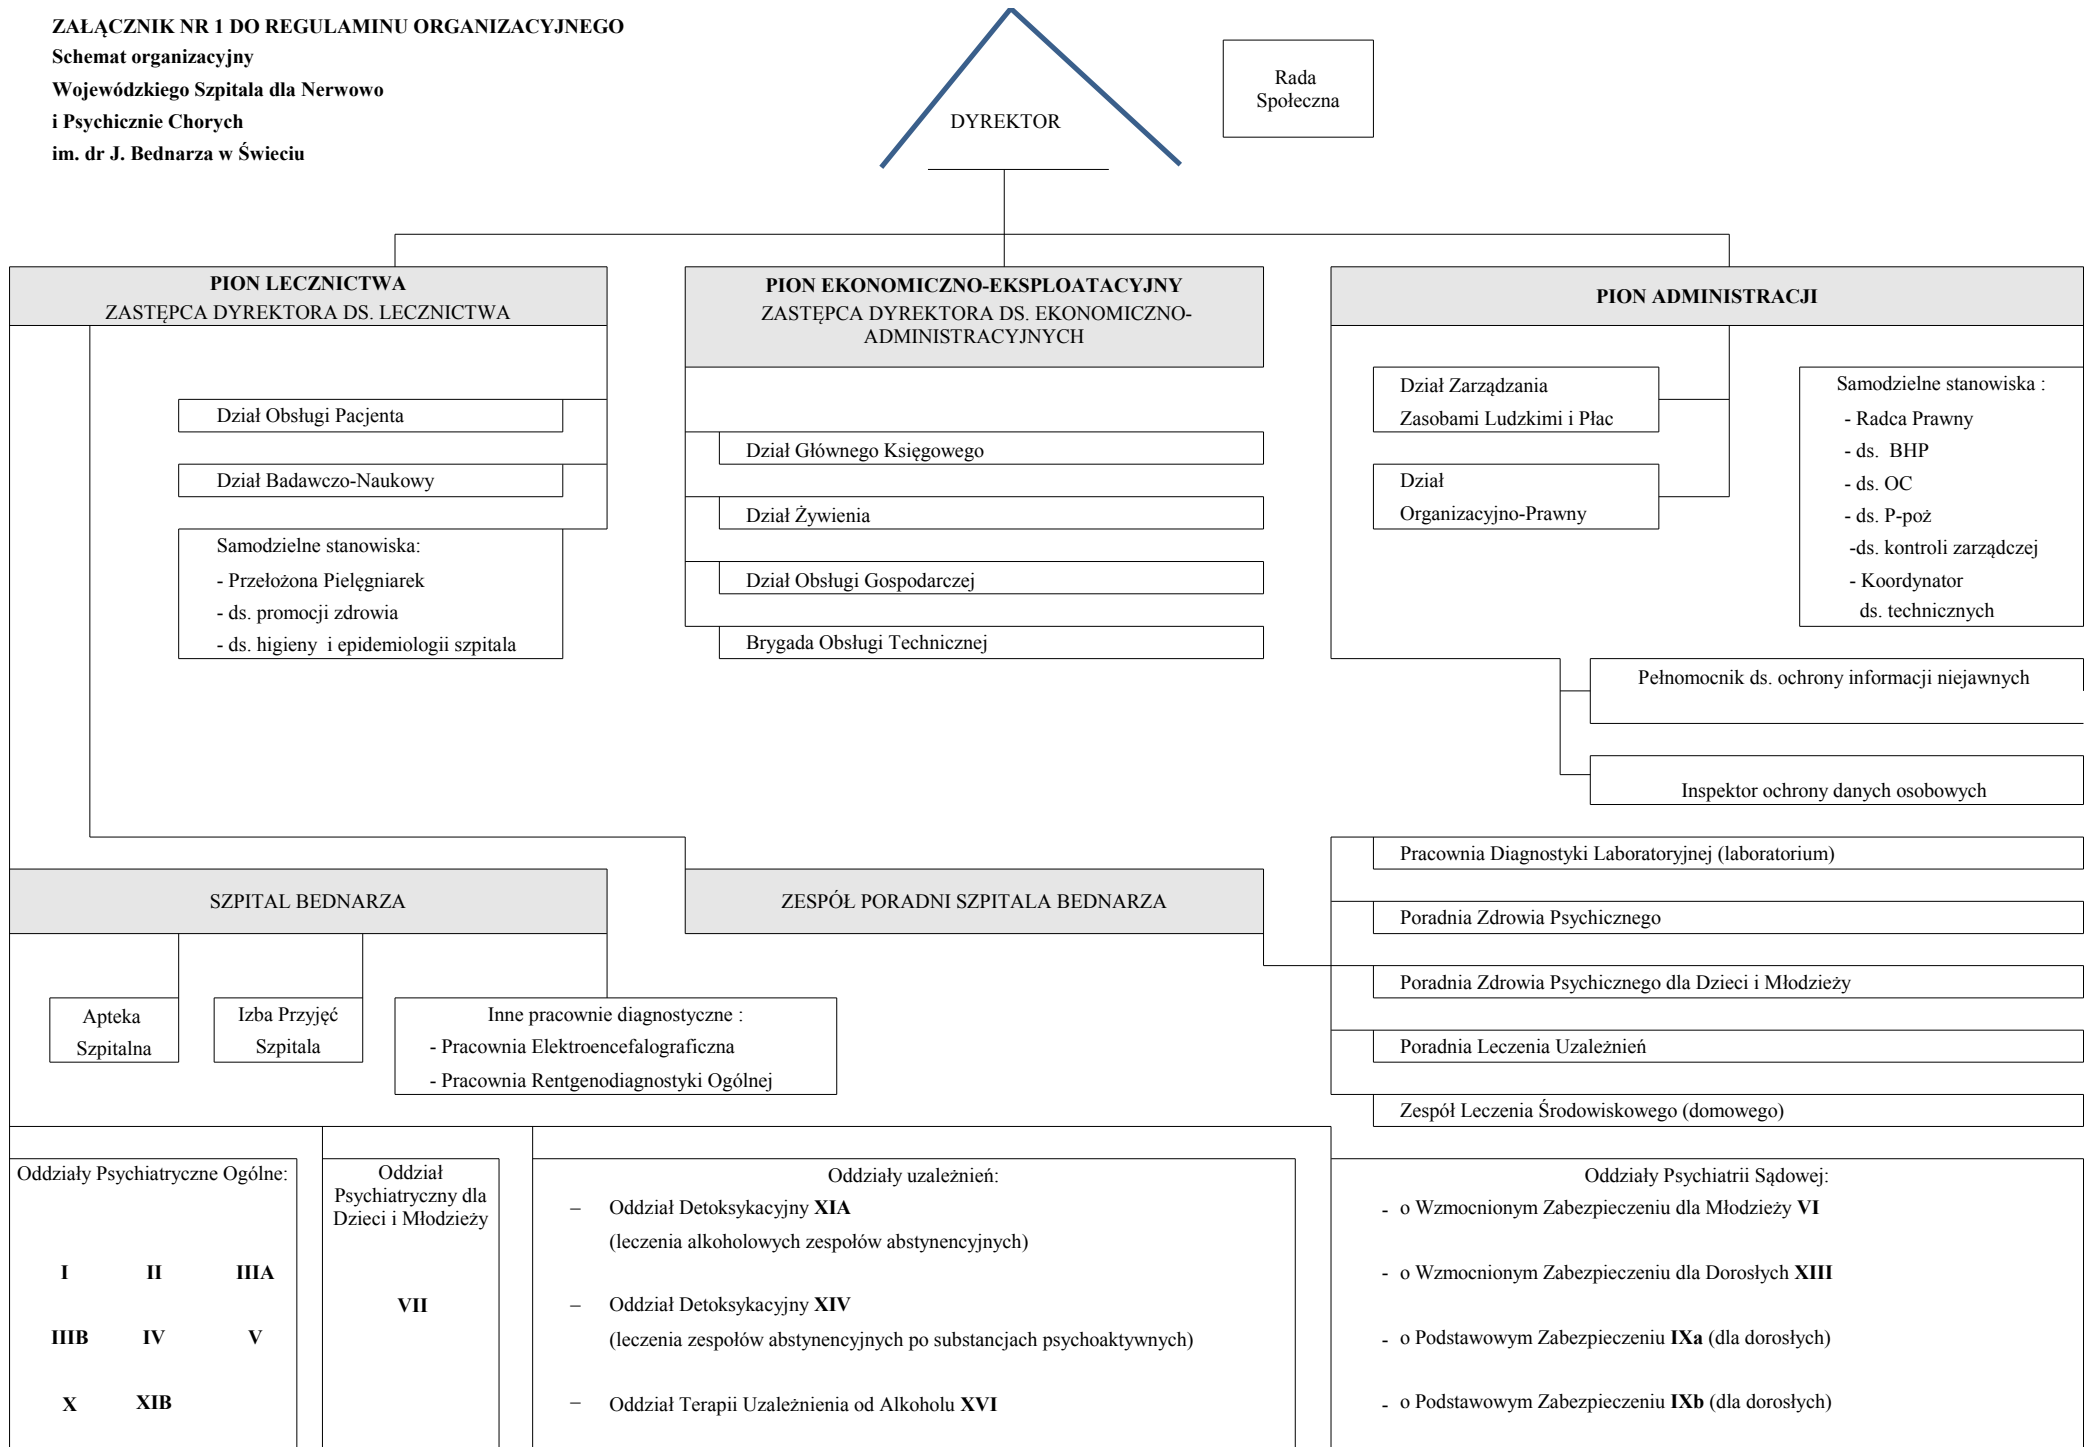 ZAŁĄCZNIK NR 1 DO REGULAMINU ORGANIZACYJNEGO
Schemat organizacyjny
Wojewódzkiego Szpitala dla Nerwowo
i Psychicznie Chorych
im. dr J. Bednarza w Świeciu
DYREKTOR
Rada
Społeczna
PION LECZNICTWA
ZASTĘPCA DYREKTORA DS. LECZNICTWA
PION EKONOMICZNO-EKSPLOATACYJNY
ZASTĘPCA DYREKTORA DS. EKONOMICZNO-
ADMINISTRACYJNYCH
PION ADMINISTRACJI
Dział Obsługi Pacjenta
Dział Badawczo-Naukowy
Samodzielne stanowiska:
- Przełożona Pielęgniarek
- ds. promocji zdrowia
- ds. higieny i epidemiologii szpitala
Dział Głównego Księgowego
Dział Żywienia
Dział Obsługi Gospodarczej
Brygada Obsługi Technicznej
Dział Zarządzania
Zasobami Ludzkimi i Płac
Dział
Organizacyjno-Prawny
Samodzielne stanowiska :
- Radca Prawny
- ds. BHP
- ds. OC
- ds. P-poż
-ds. kontroli zarządczej
- Koordynator
ds. technicznych
Pełnomocnik ds. ochrony informacji niejawnych
Inspektor ochrony danych osobowych
SZPITAL BEDNARZA
ZESPÓŁ PORADNI SZPITALA BEDNARZA
Pracownia Diagnostyki Laboratoryjnej (laboratorium)
Poradnia Zdrowia Psychicznego
Poradnia Zdrowia Psychicznego dla Dzieci i Młodzieży
Poradnia Leczenia Uzależnień
Zespół Leczenia Środowiskowego (domowego)
Apteka
Szpitalna
Izba Przyjęć
Szpitala
Inne pracownie diagnostyczne :
- Pracownia Elektroencefalograficzna
- Pracownia Rentgenodiagnostyki Ogólnej
Oddziały Psychiatryczne Ogólne:
I II IIIA
IIIB IV V
X XIB
Oddział
Psychiatryczny dla
Dzieci i Młodzieży
VII
Oddziały uzależnień:
– Oddział Detoksykacyjny XIA
(leczenia alkoholowych zespołów abstynencyjnych)
– Oddział Detoksykacyjny XIV
(leczenia zespołów abstynencyjnych po substancjach psychoaktywnych)
– Oddział Terapii Uzależnienia od Alkoholu XVI
Oddziały Psychiatrii Sądowej:
- o Wzmocnionym Zabezpieczeniu dla Młodzieży VI
- o Wzmocnionym Zabezpieczeniu dla Dorosłych XIII
- o Podstawowym Zabezpieczeniu IXa (dla dorosłych)
- o Podstawowym Zabezpieczeniu IXb (dla dorosłych)